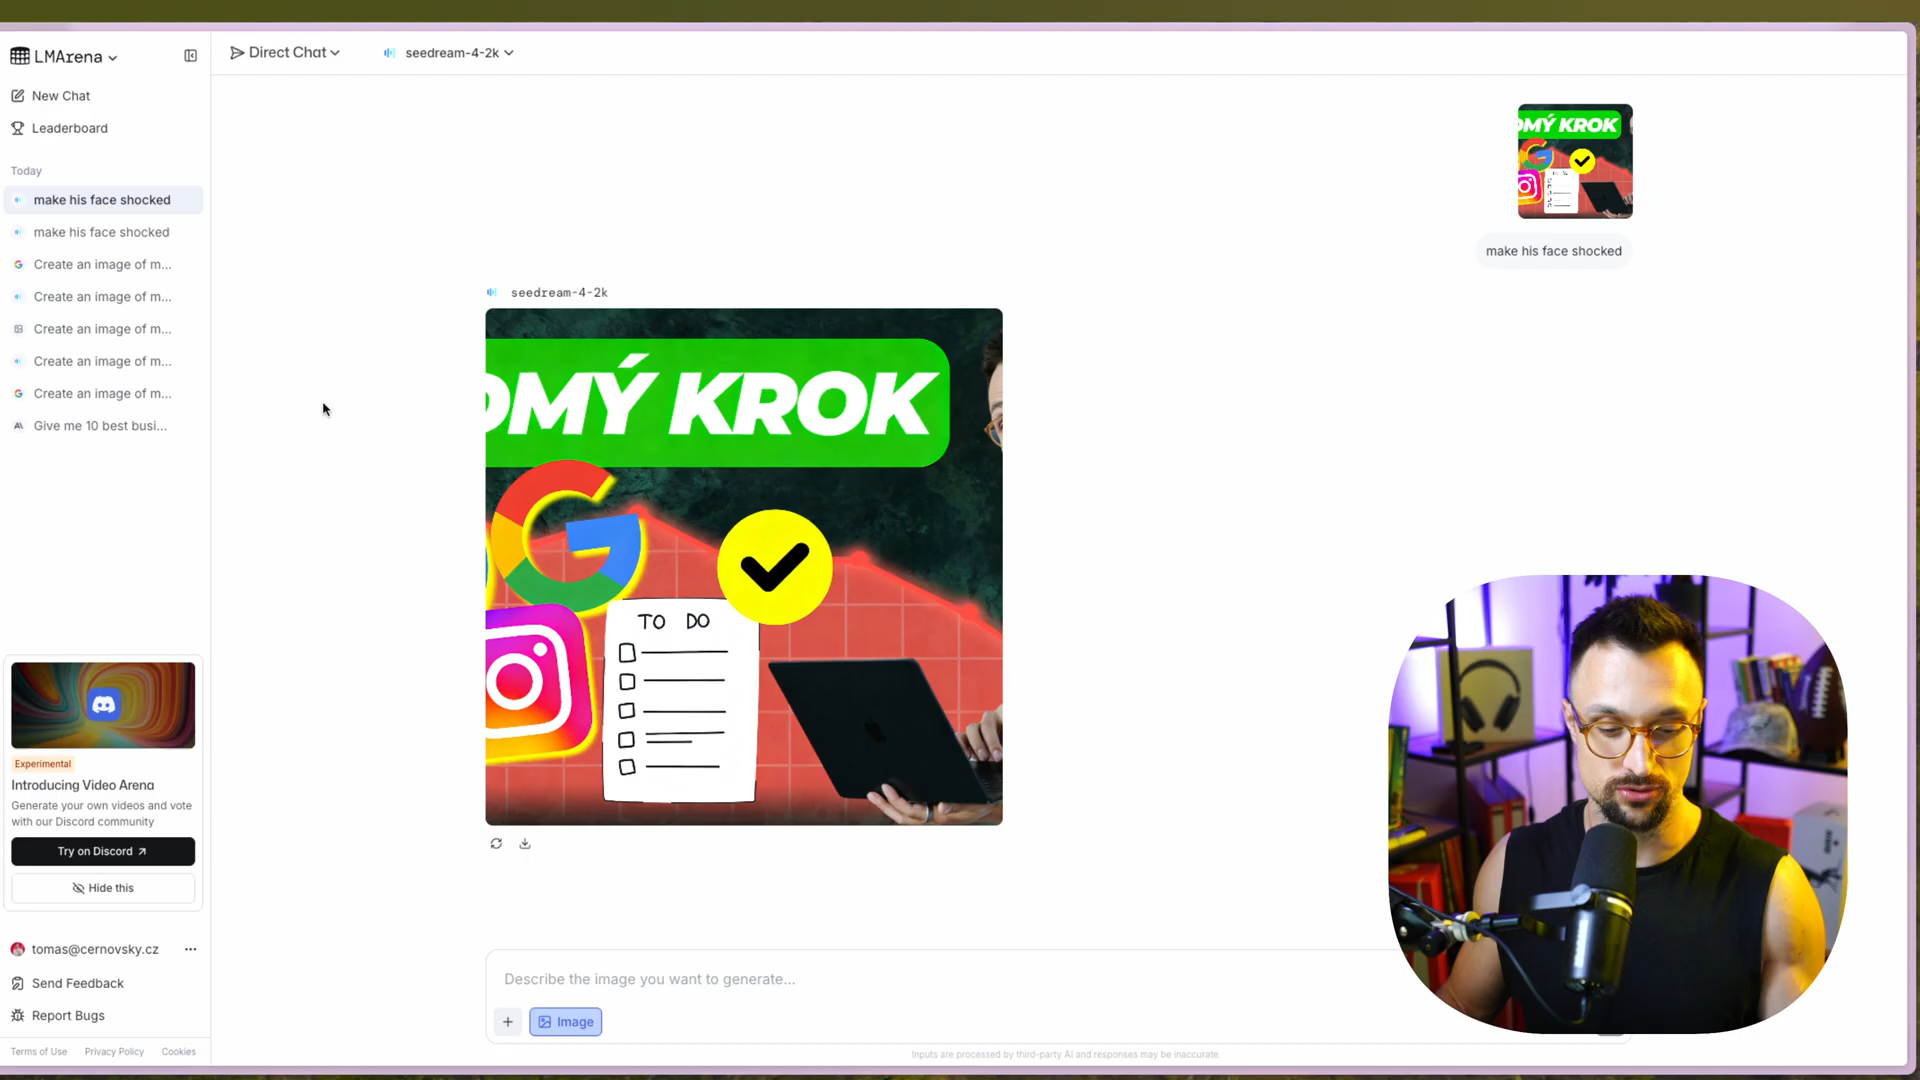 LMArena
Direct Chat
seedream-4-2k
New Chat
Leaderboard
Today
make his face shocked
make his face shocked
Create an image of m...
Create an image of m...
Create an image of m...
Create an image of m...
Create an image of m...
Give me 10 best busi...
Experimental
Introducing Video Arena
Generate your own videos and vote
with our Discord community
Try on Discord
Hide this
tomas@cernovsky.cz
Send Feedback
Report Bugs
Terms of Use
Privacy Policy
Cookies
OMÝ KROK
make his face shocked
seedream-4-2k
OMÝ KROK
TO DO
Describe the image you want to generate...
Image
Inputs are processed by third-party AI and responses may be inaccurate